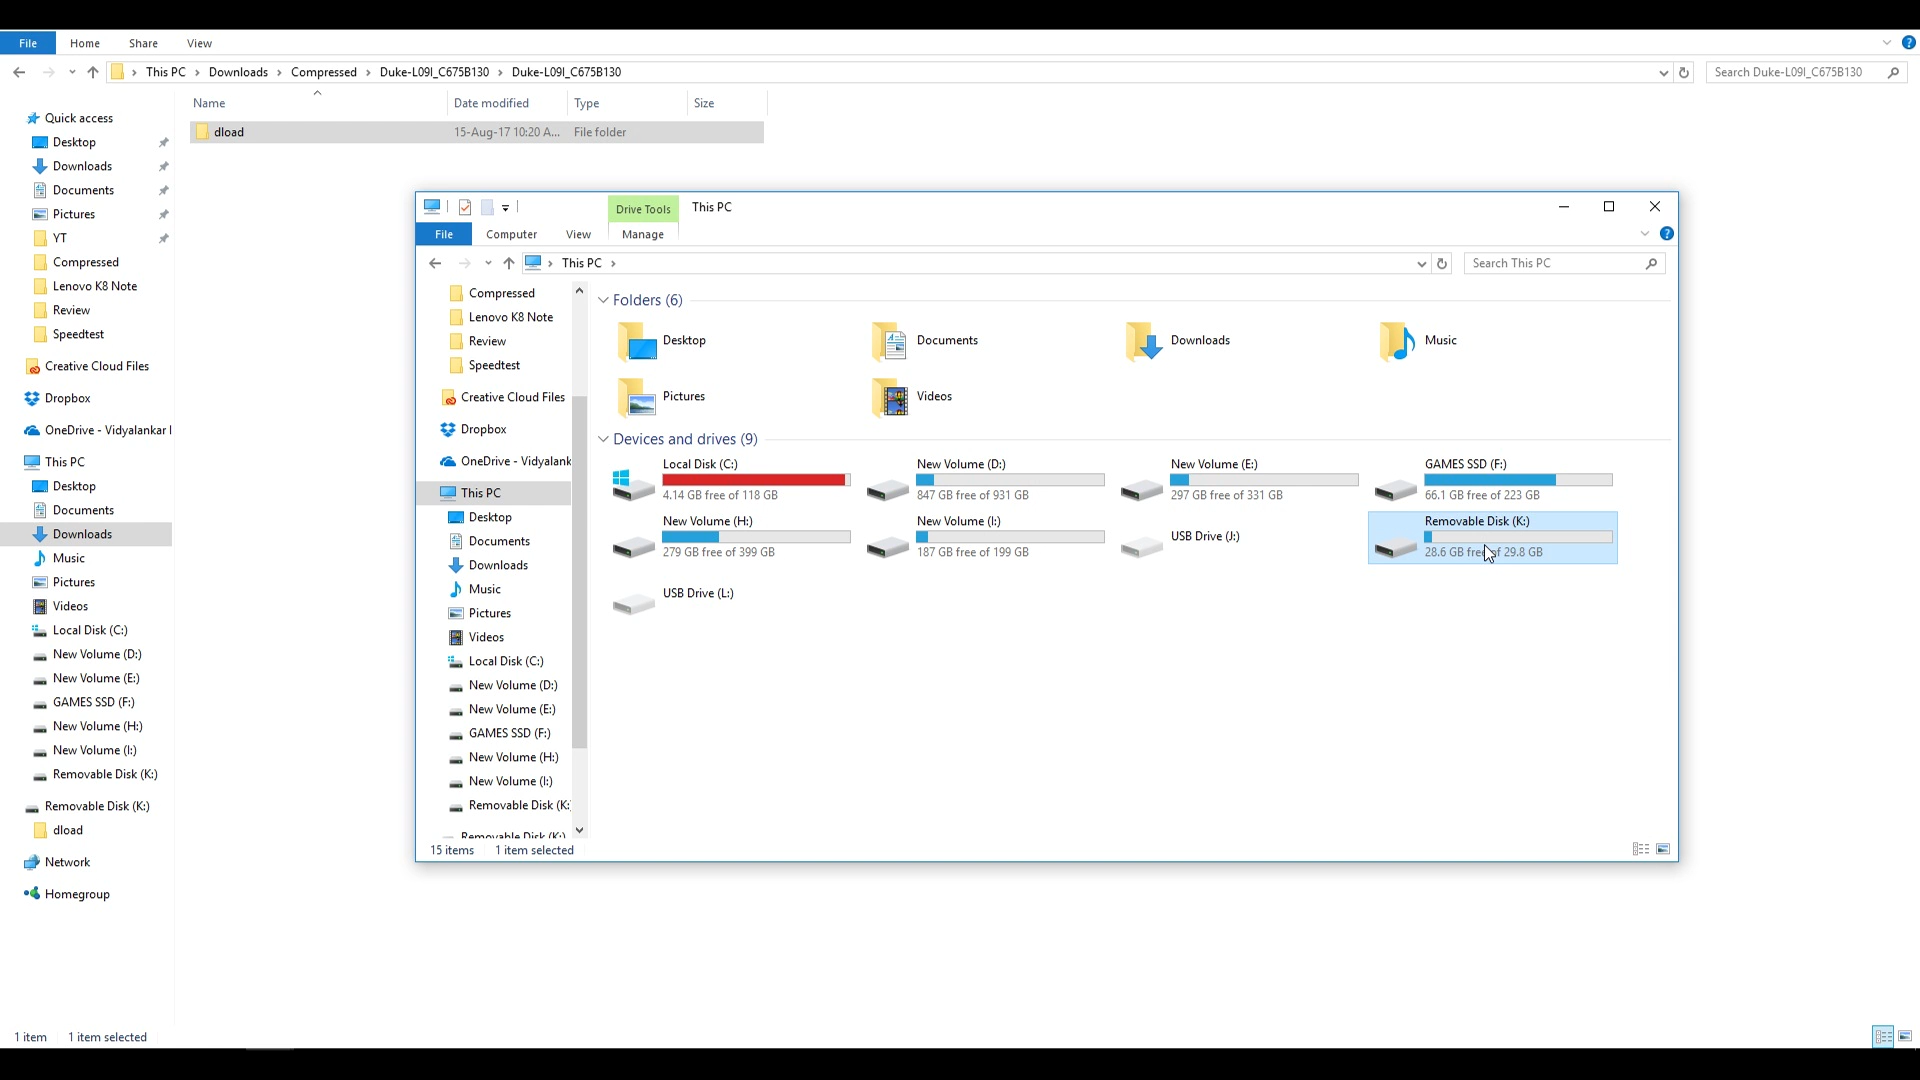 File Home Share View
This PC Downloads Compressed Duke-L09I_C675B130 Duke-L09I_C675B130 Search Duke-L09I_C675B130
Name Date modified Type Size
dload 15-Aug-17 10:20 A... File folder
Quick access
Desktop
Downloads
Documents
Pictures
YT
Compressed
Lenovo K8 Note
Review
Speedtest
Creative Cloud Files
Dropbox
OneDrive - Vidyalankar I
This PC
Desktop
Documents
Downloads
Music
Pictures
Videos
Local Disk (C:)
New Volume (D:)
New Volume (E:)
GAMES SSD (F:)
New Volume (H:)
New Volume (I:)
Removable Disk (K:)
Removable Disk (K:)
dload
Network
Homegroup
1 item 1 item selected
Drive Tools This PC
File Computer View Manage
This PC Search This PC
Compressed
Lenovo K8 Note
Review
Speedtest
Creative Cloud Files
Dropbox
OneDrive - Vidyalank
This PC
Desktop
Documents
Downloads
Music
Pictures
Videos
Local Disk (C:)
New Volume (D:)
New Volume (E:)
GAMES SSD (F:)
New Volume (H:)
New Volume (I:)
Removable Disk (K:
Removable Disk (K:)
Folders (6)
Desktop Documents Downloads Music
Pictures Videos
Devices and drives (9)
Local Disk (C:) New Volume (D:) New Volume (E:) GAMES SSD (F:)
4.14 GB free of 118 GB 847 GB free of 931 GB 297 GB free of 331 GB 66.1 GB free of 223 GB
New Volume (H:) New Volume (I:) USB Drive (J:) Removable Disk (K:)
279 GB free of 399 GB 187 GB free of 199 GB 28.6 GB free of 29.8 GB
USB Drive (L:)
15 items 1 item selected